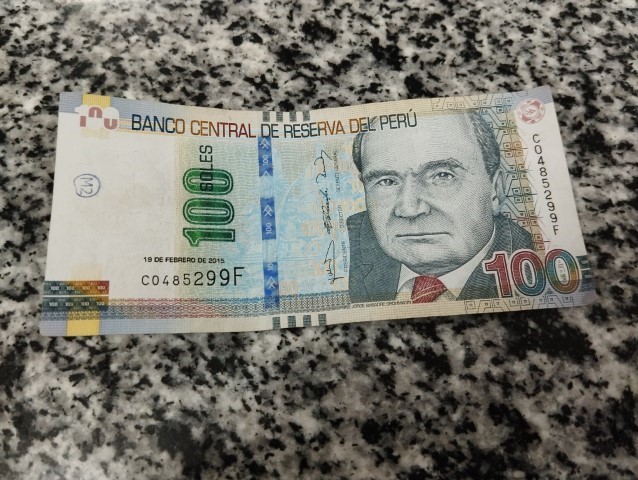 100
BANCO CENTRAL DE RESERVA DEL PERÚ
C0485299F
100 SOLES
M2
19 DE FEBRERO DE 2015
C0485299F
100
JORGE BASADRE GROHMANN